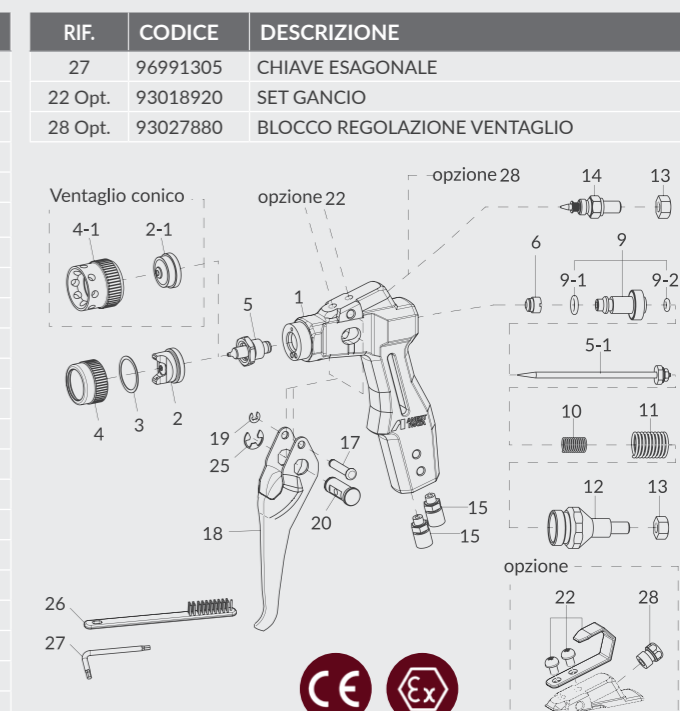 RIF. CODICE DESCRIZIONE
27 96991305 CHIAVE ESAGONALE
22 Opt. 93018920 SET GANCIO
28 Opt. 93027880 BLOCCO REGOLAZIONE VENTAGLIO
opzione 28
14 13
Ventaglio conico
opzione 22
4-1 2-1
6 9
9-1 9-2
5 1
5-1
4 3 2
10 11
19
25
17
18
20
12 13
15
15
opzione
22 28
26
27
CE Ex